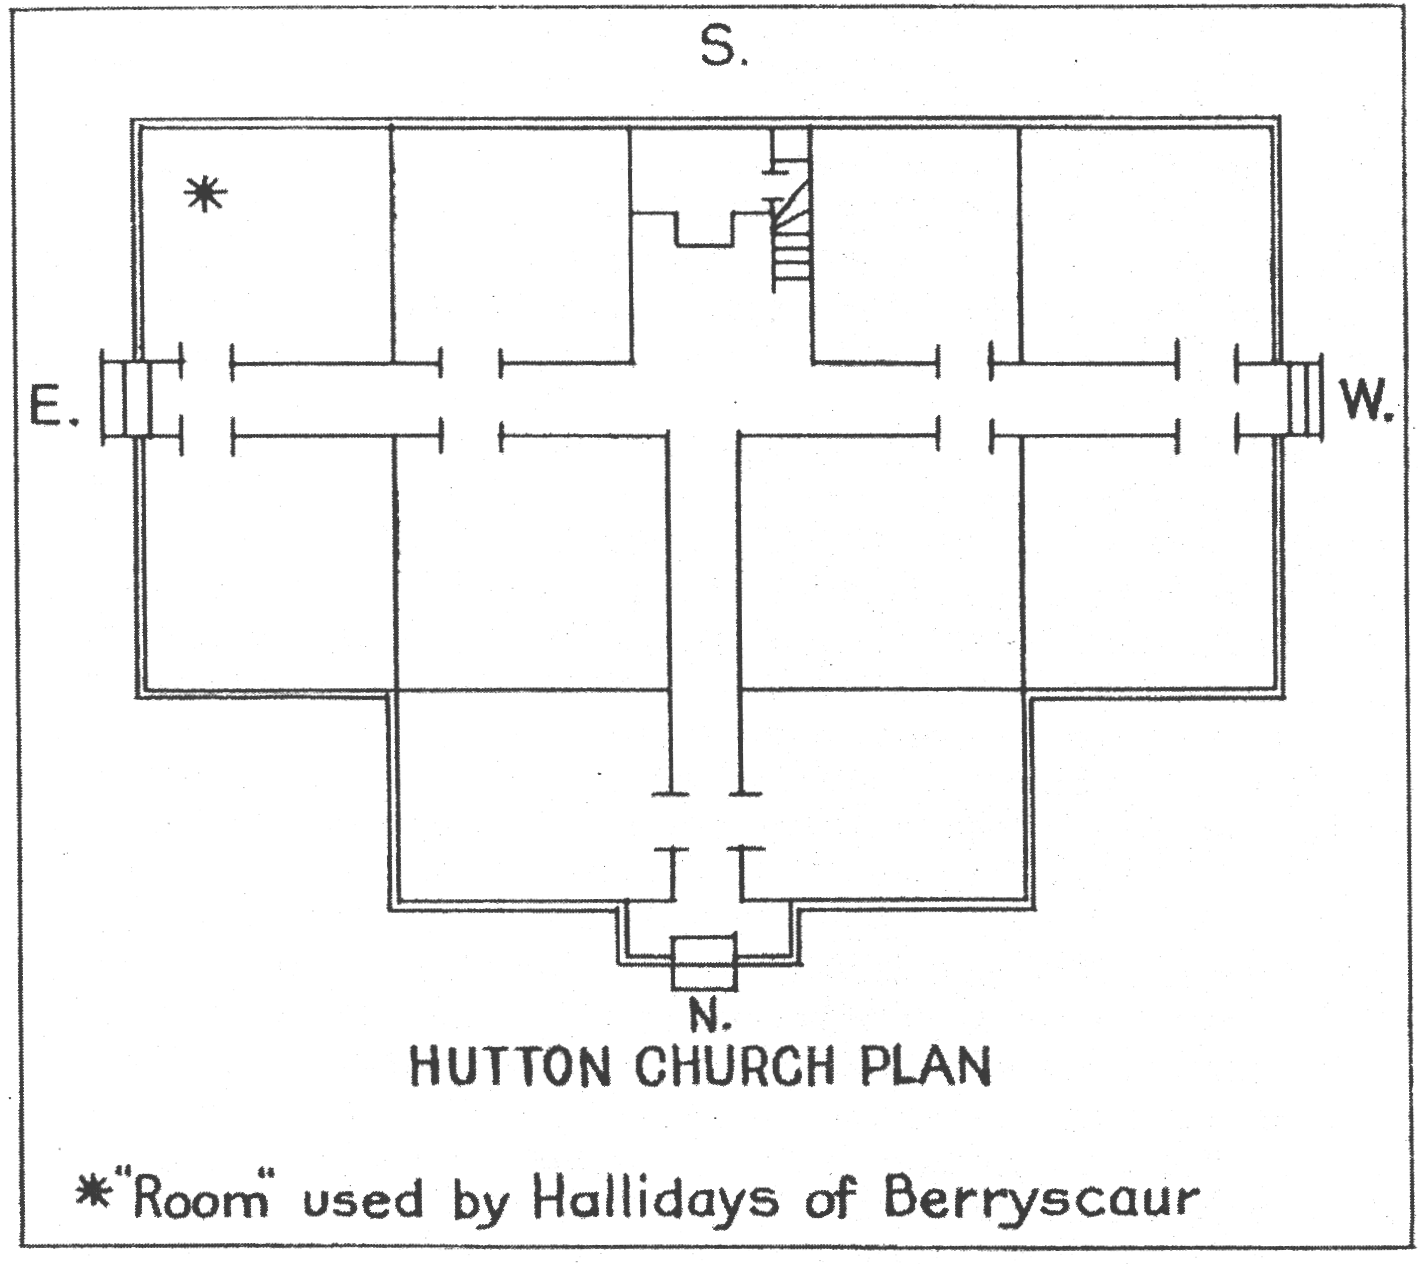 S.
E.
W.
N.
HUTTON CHURCH PLAN
*"Room" used by Hallidays of Berryscaur